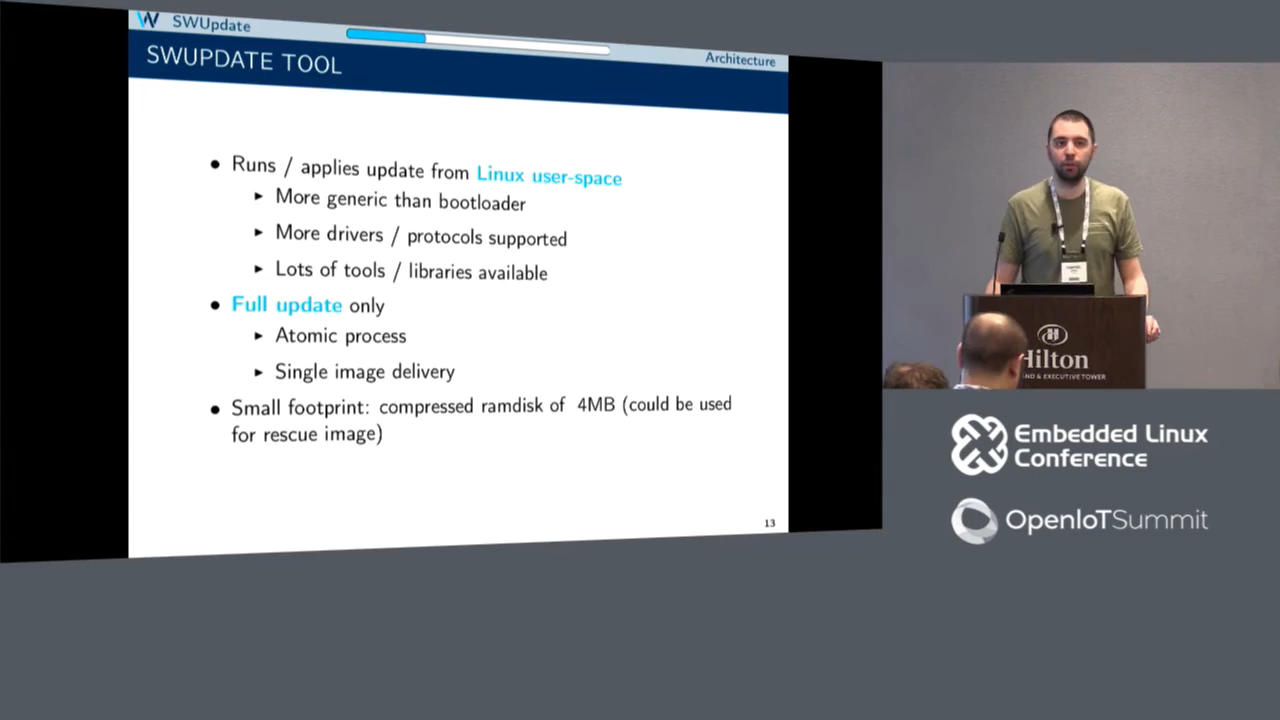 SWUpdate
Architecture
SWUPDATE TOOL
Runs / applies update from Linux user-space
More generic than bootloader
More drivers / protocols supported
Lots of tools / libraries available
Full update only
Atomic process
Single image delivery
Small footprint: compressed ramdisk of 4MB (could be used
for rescue image)
13
Hilton
& EXECUTIVE TOWER
Embedded Linux
Conference
OpenIoTSummit